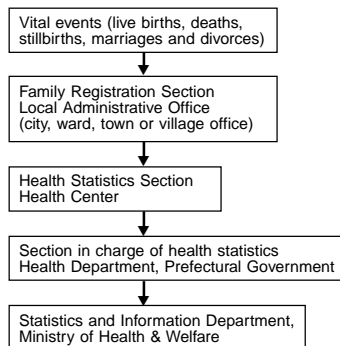 Vital events (live births, deaths,
stillbirths, marriages and divorces)
Family Registration Section
Local Administrative Office
(city, ward, town or village office)
Health Statistics Section
Health Center
Section in charge of health statistics
Health Department, Prefectural Government
Statistics and Information Department,
Ministry of Health & Welfare